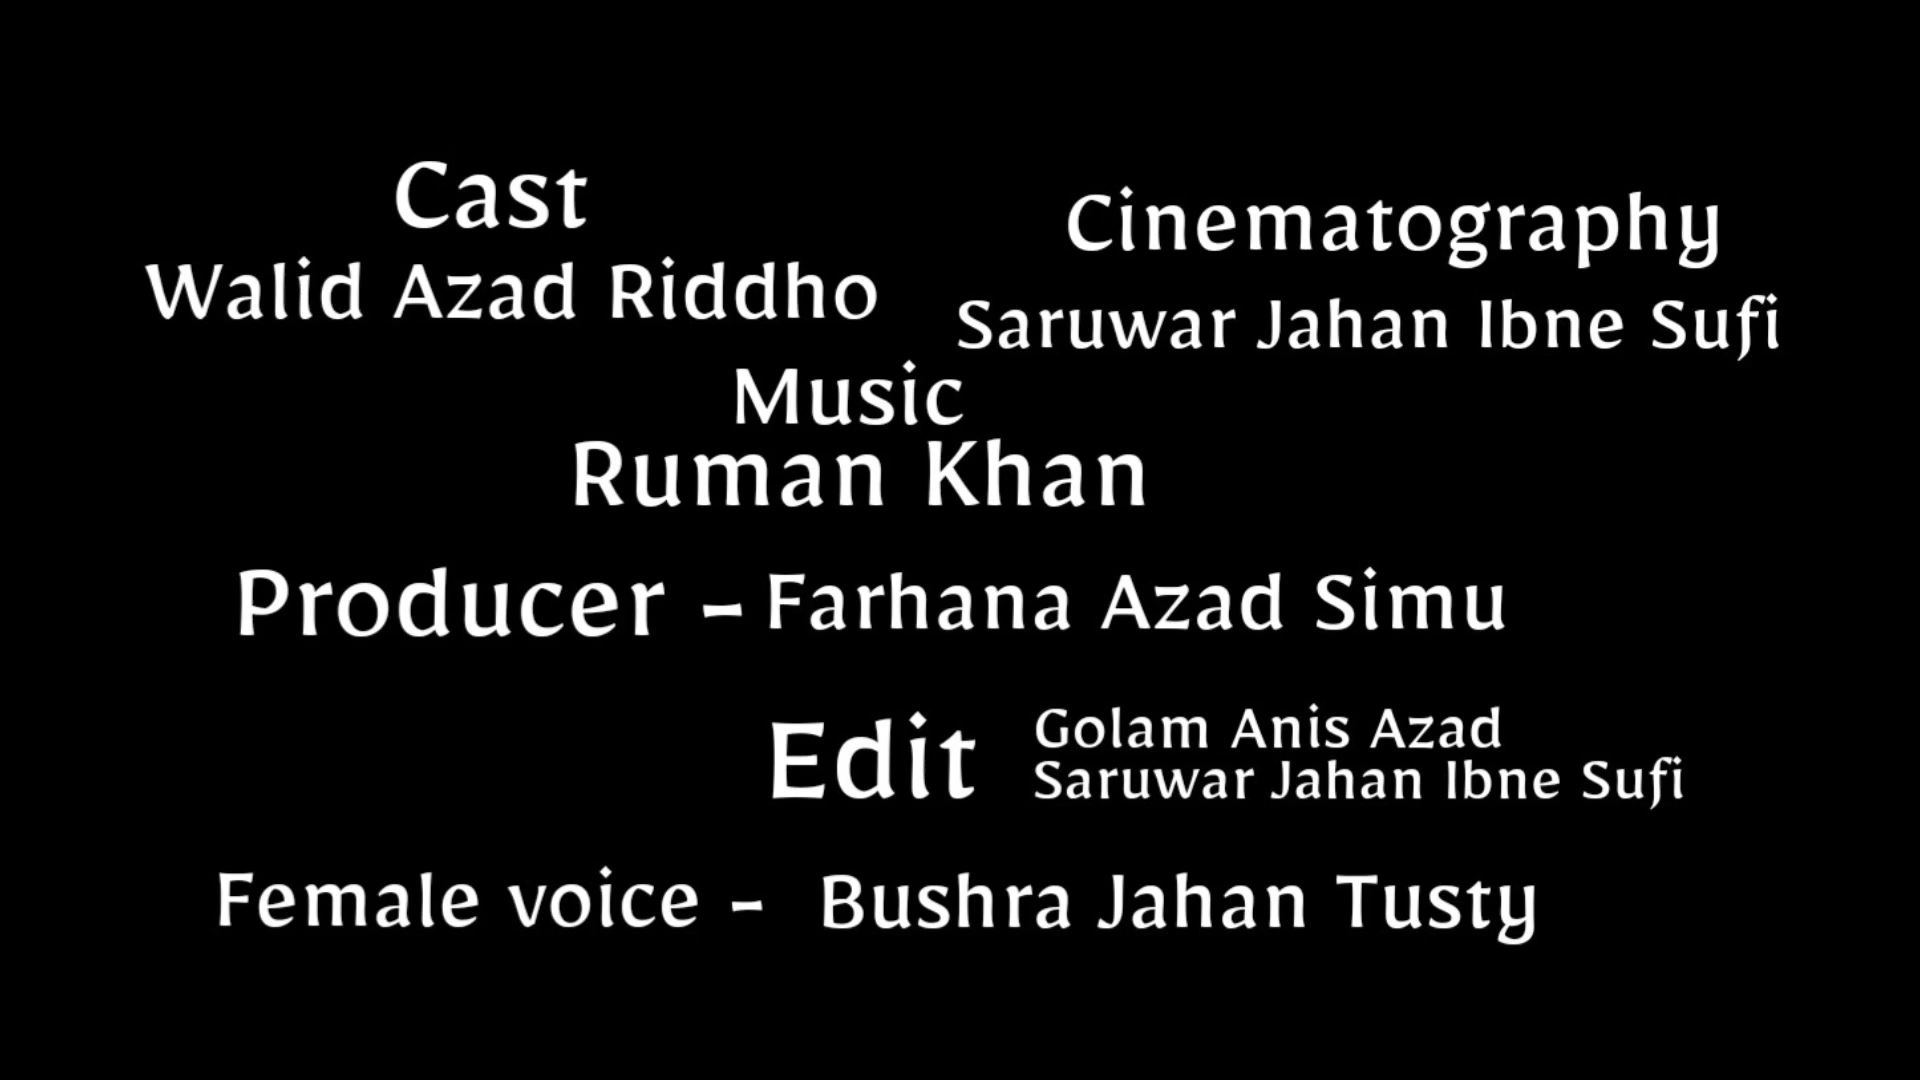 Cast
Walid Azad Riddho
Cinematography
Saruwar Jahan Ibne Sufi
Music
Ruman Khan
Producer - Farhana Azad Simu
Edit
Golam Anis Azad
Saruwar Jahan Ibne Sufi
Female voice - Bushra Jahan Tusty